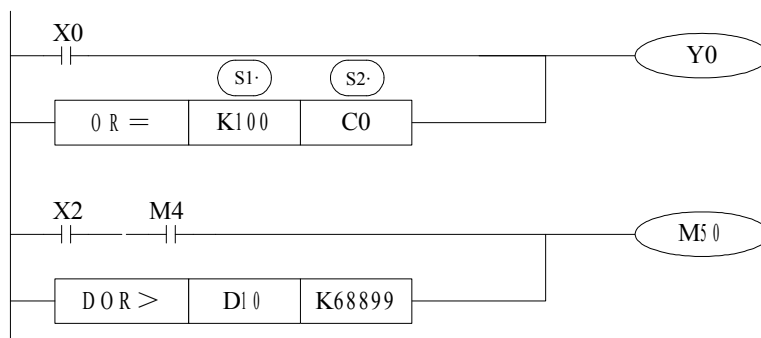 X0
Y0
S1· S2·
OR= K100 C0
X2 M4
M50
DOR> D10 K68899